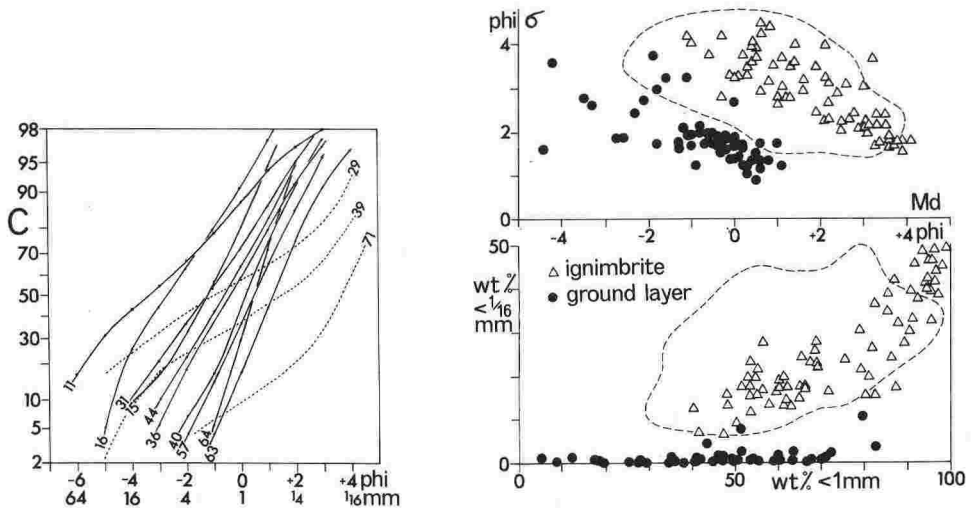 C
98
95
90
70
50
30
10
5
2
-6 -4 -2 0 +2 +4 phi
64 16 4 1 1/4 1/16 mm
11
16
31
15
44
36
40
57
64
63
29
39
71
phi σ
4
2
0
-4 -2 0 +2 +4
Md
phi
50
wt%
<1/16
mm
0
△ ignimbrite
● ground layer
50 wt% <1mm 100